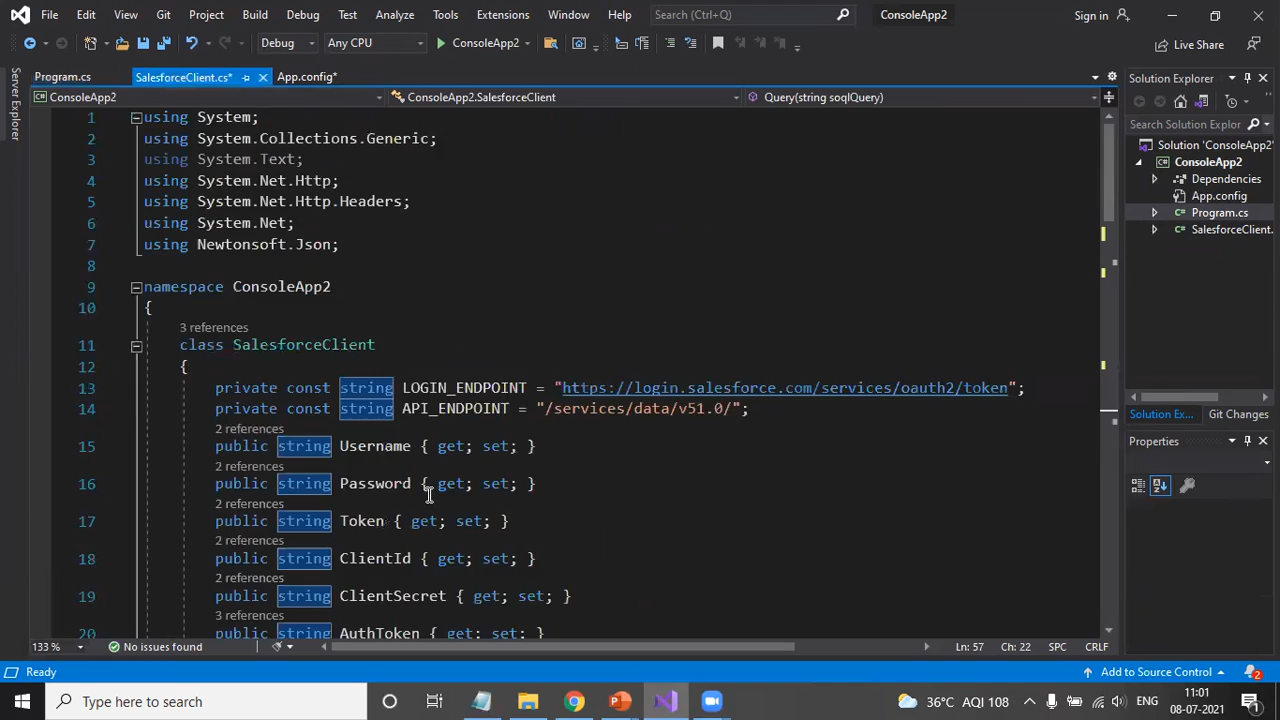 File Edit View Git Project Build Debug Test Analyze Tools Extensions Window Help Search (Ctrl+Q) ConsoleApp2 Sign in
Debug Any CPU ConsoleApp2 Live Share
Program.cs SalesforceClient.cs* App.config*
ConsoleApp2 ConsoleApp2.SalesforceClient Query(string soqlQuery)
Server Explorer
1 using System;
2 using System.Collections.Generic;
3 using System.Text;
4 using System.Net.Http;
5 using System.Net.Http.Headers;
6 using System.Net;
7 using Newtonsoft.Json;
8
9 namespace ConsoleApp2
10 {
3 references
11 class SalesforceClient
12 {
13 private const string LOGIN_ENDPOINT = "https://login.salesforce.com/services/oauth2/token";
14 private const string API_ENDPOINT = "/services/data/v51.0/";
2 references
15 public string Username { get; set; }
2 references
16 public string Password { get; set; }
2 references
17 public string Token { get; set; }
2 references
18 public string ClientId { get; set; }
2 references
19 public string ClientSecret { get; set; }
3 references
20 public string AuthToken { get; set; }
133 % No issues found Ln: 57 Ch: 22 SPC CRLF
Solution Explorer
Search Solution Explor
Solution 'ConsoleApp2'
ConsoleApp2
Dependencies
App.config
C# Program.cs
C# SalesforceClient.
Solution Ex... Git Changes
Properties
Ready Add to Source Control 2
Type here to search 36°C AQI 108 ENG 11:01
08-07-2021 1